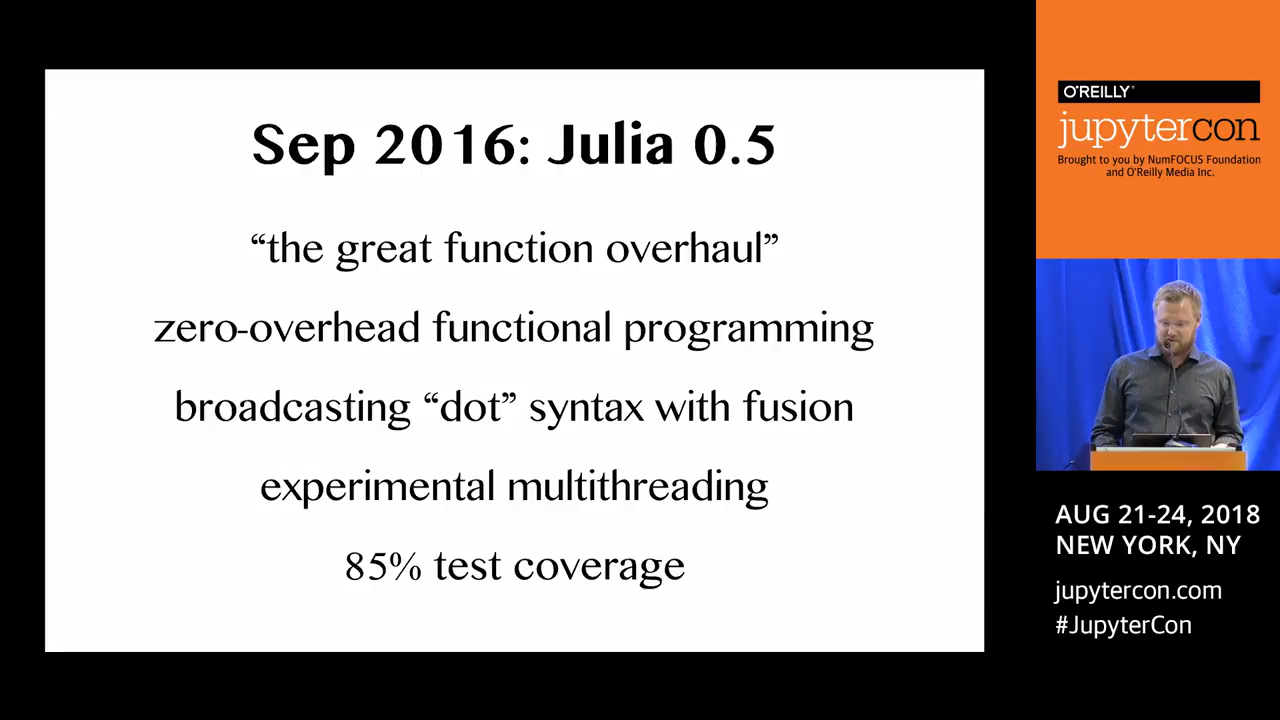 Sep 2016: Julia 0.5
“the great function overhaul”
zero-overhead functional programming
broadcasting “dot” syntax with fusion
experimental multithreading
85% test coverage
O'REILLY®
jupytercon
Brought to you by NumFOCUS Foundation
and O'Reilly Media Inc.
AUG 21-24, 2018
NEW YORK, NY
jupytercon.com
#JupyterCon